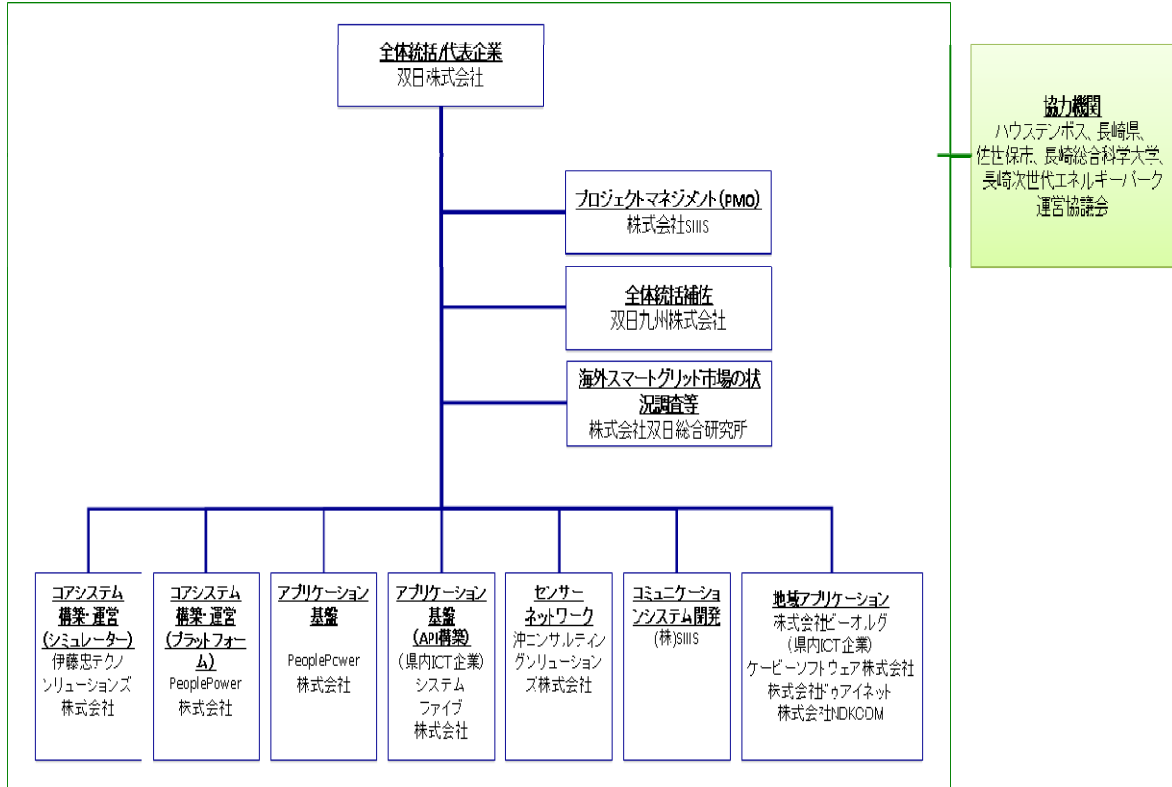 全体統括/代表企業
双日株式会社
協力機関
ハウステンボス、長崎県、
佐世保市、長崎総合科学大学、
長崎次世代エネルギーパーク
運営協議会
プロジェクトマネジメント(PMO)
株式会社SIIIS
全体統括補佐
双日九州株式会社
海外スマートグリッド市場の状
況調査等
株式会社双日総合研究所
コアシステム
構築・運営
(シミュレーター)
伊藤忠テクノ
ソリューションズ
株式会社
コアシステム
構築・運営
(プラットフォー
ム)
PeoplePower
株式会社
アプリケーション
基盤
PeoplePower
株式会社
アプリケーション
基盤
(API構築)
(県内ICT企業)
システム
ファイブ
株式会社
センサー
ネットワーク
沖コンサルティン
グソリューション
ズ株式会社
コミュニケーショ
ンシステム開発
(株)SIIIS
地域アプリケーション
株式会社ビーオルグ
(県内ICT企業)
ケービーソフトウェア株式会社
株式会社ドゥアイネット
株式会社NDKCOM